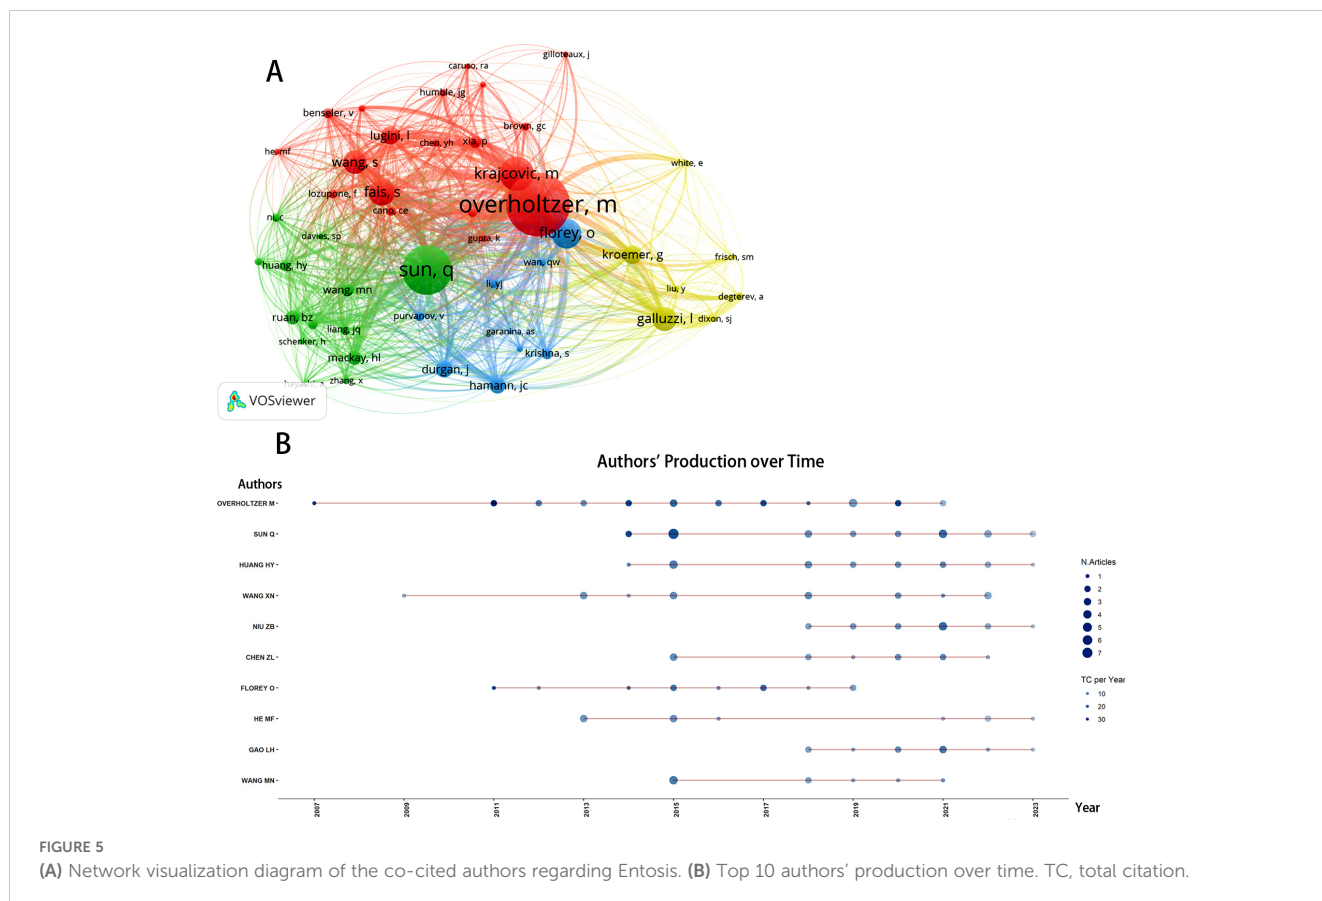 A
gilloteaux, j
caruso, ra
humble, jg
benseler, v
brown, gc
lugini, l
chen, yh
xia, p
he, mf
wang, s
white, e
krajcovic, m
lozupone, f
fais, s
overholtzer, m
cano, ce
ni, c
florey, o
davies, sp
gupta, k
kroemer, g
frisch, sm
huang, hy
sun, q
wan, qw
li, yj
liu, y
wang, mn
degterev, a
ruan, bz
purvanov, v
galluzzi, l
dixon, sj
liang, jq
garanina, as
schenker, h
krishna, s
mackay, hl
durgan, j
zhang, x
hamann, jc
VOSviewer
B
Authors' Production over Time
Authors
OVERHOLTZER M
SUN Q
HUANG HY
WANG XN
NIU ZB
CHEN ZL
FLOREY O
HE MF
GAO LH
WANG MN
N.Articles
1
2
3
4
5
6
7
TC per Year
10
20
30
2007
2009
2011
2013
2015
2017
2019
2021
2023
Year
FIGURE 5
(A) Network visualization diagram of the co-cited authors regarding Entosis. (B) Top 10 authors' production over time. TC, total citation.